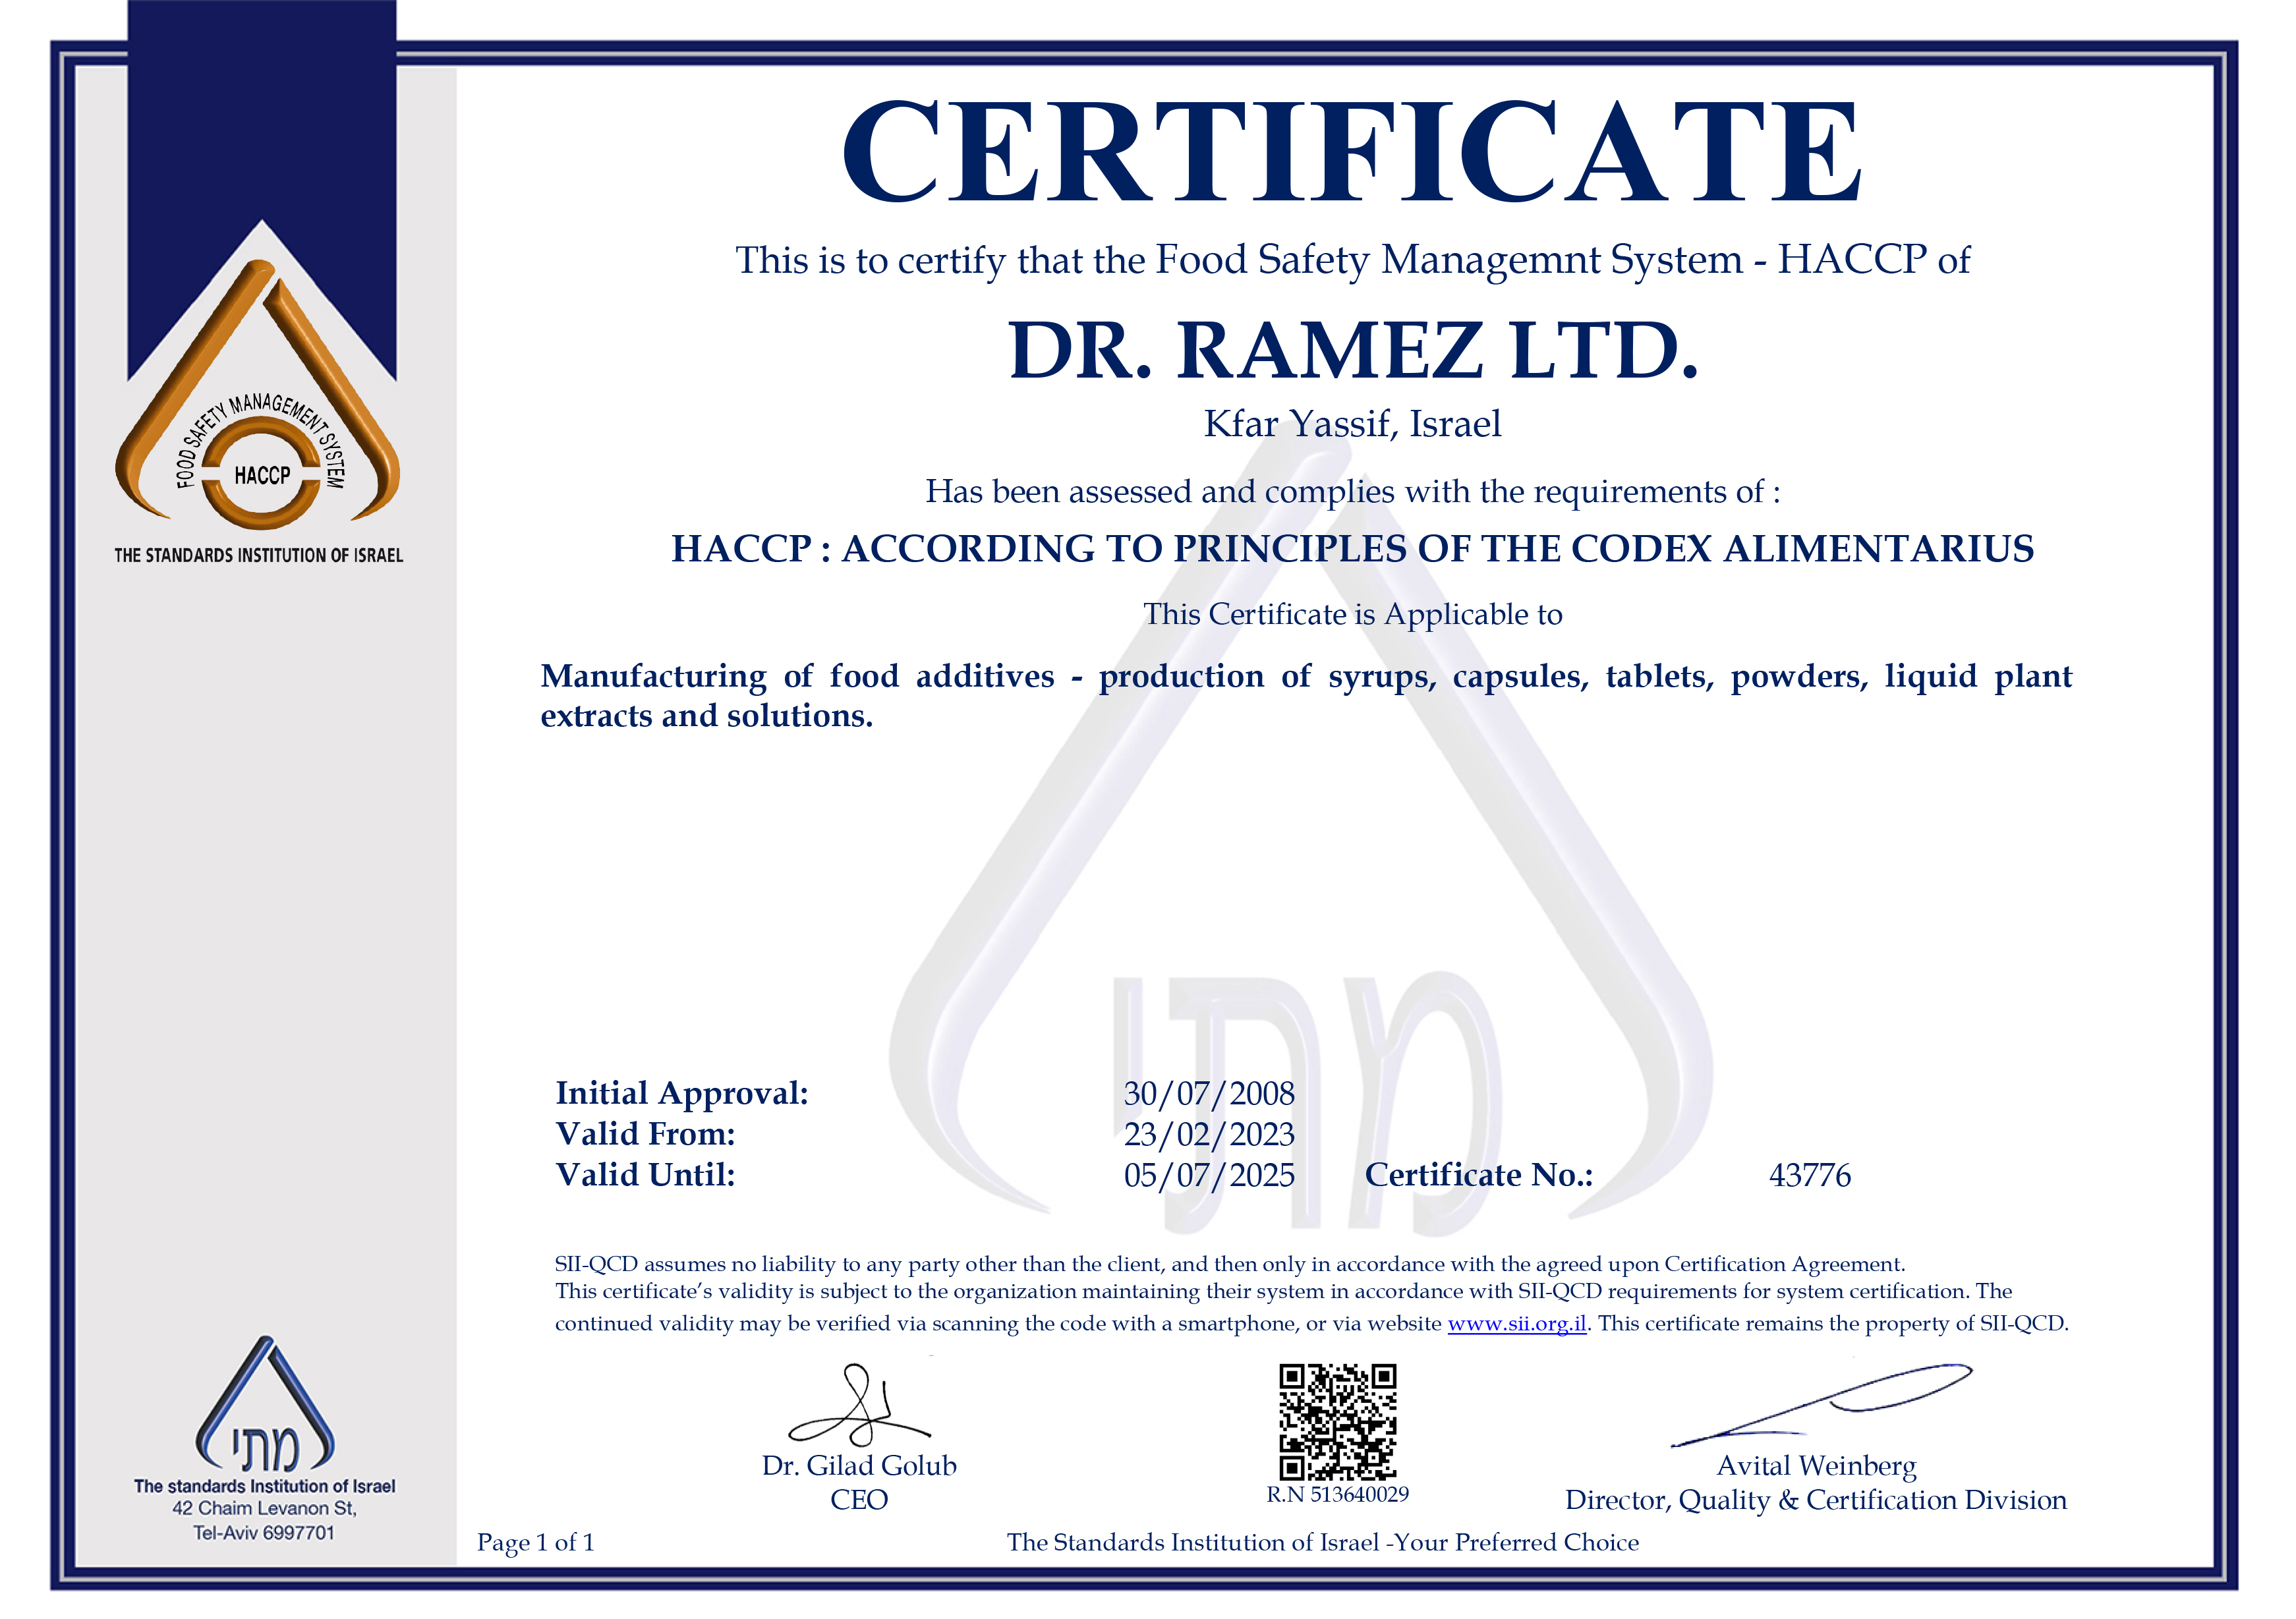 CERTIFICATE
This is to certify that the Food Safety Managemnt System - HACCP of
DR. RAMEZ LTD.
Kfar Yassif, Israel
Has been assessed and complies with the requirements of :
HACCP : ACCORDING TO PRINCIPLES OF THE CODEX ALIMENTARIUS
This Certificate is Applicable to
Manufacturing of food additives - production of syrups, capsules, tablets, powders, liquid plant
extracts and solutions.
FOOD SAFETY MANAGEMENT SYSTEM
HACCP
THE STANDARDS INSTITUTION OF ISRAEL
מתי
Initial Approval: 30/07/2008
Valid From: 23/02/2023
Valid Until: 05/07/2025 Certificate No.: 43776
SII-QCD assumes no liability to any party other than the client, and then only in accordance with the agreed upon Certification Agreement.
This certificate’s validity is subject to the organization maintaining their system in accordance with SII-QCD requirements for system certification. The
continued validity may be verified via scanning the code with a smartphone, or via website www.sii.org.il. This certificate remains the property of SII-QCD.
Dr. Gilad Golub
CEO
R.N 513640029
Avital Weinberg
Director, Quality & Certification Division
מתי
The standards Institution of Israel
42 Chaim Levanon St,
Tel-Aviv 6997701
Page 1 of 1
The Standards Institution of Israel -Your Preferred Choice